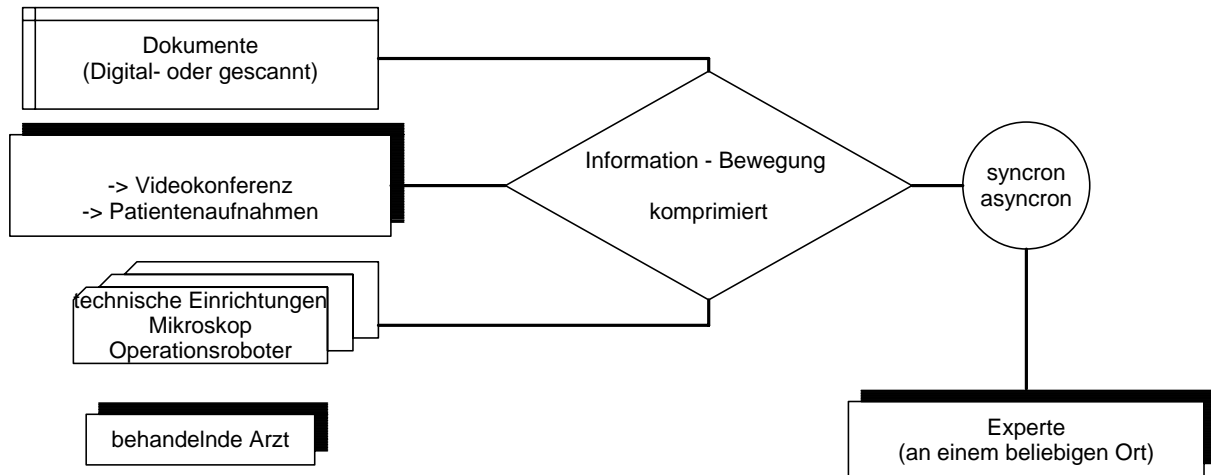 Dokumente
(Digital- oder gescannt)
-> Videokonferenz
-> Patientenaufnahmen
technische Einrichtungen
Mikroskop
Operationsroboter
behandelnde Arzt
Information - Bewegung
komprimiert
syncron
asyncron
Experte
(an einem beliebigen Ort)